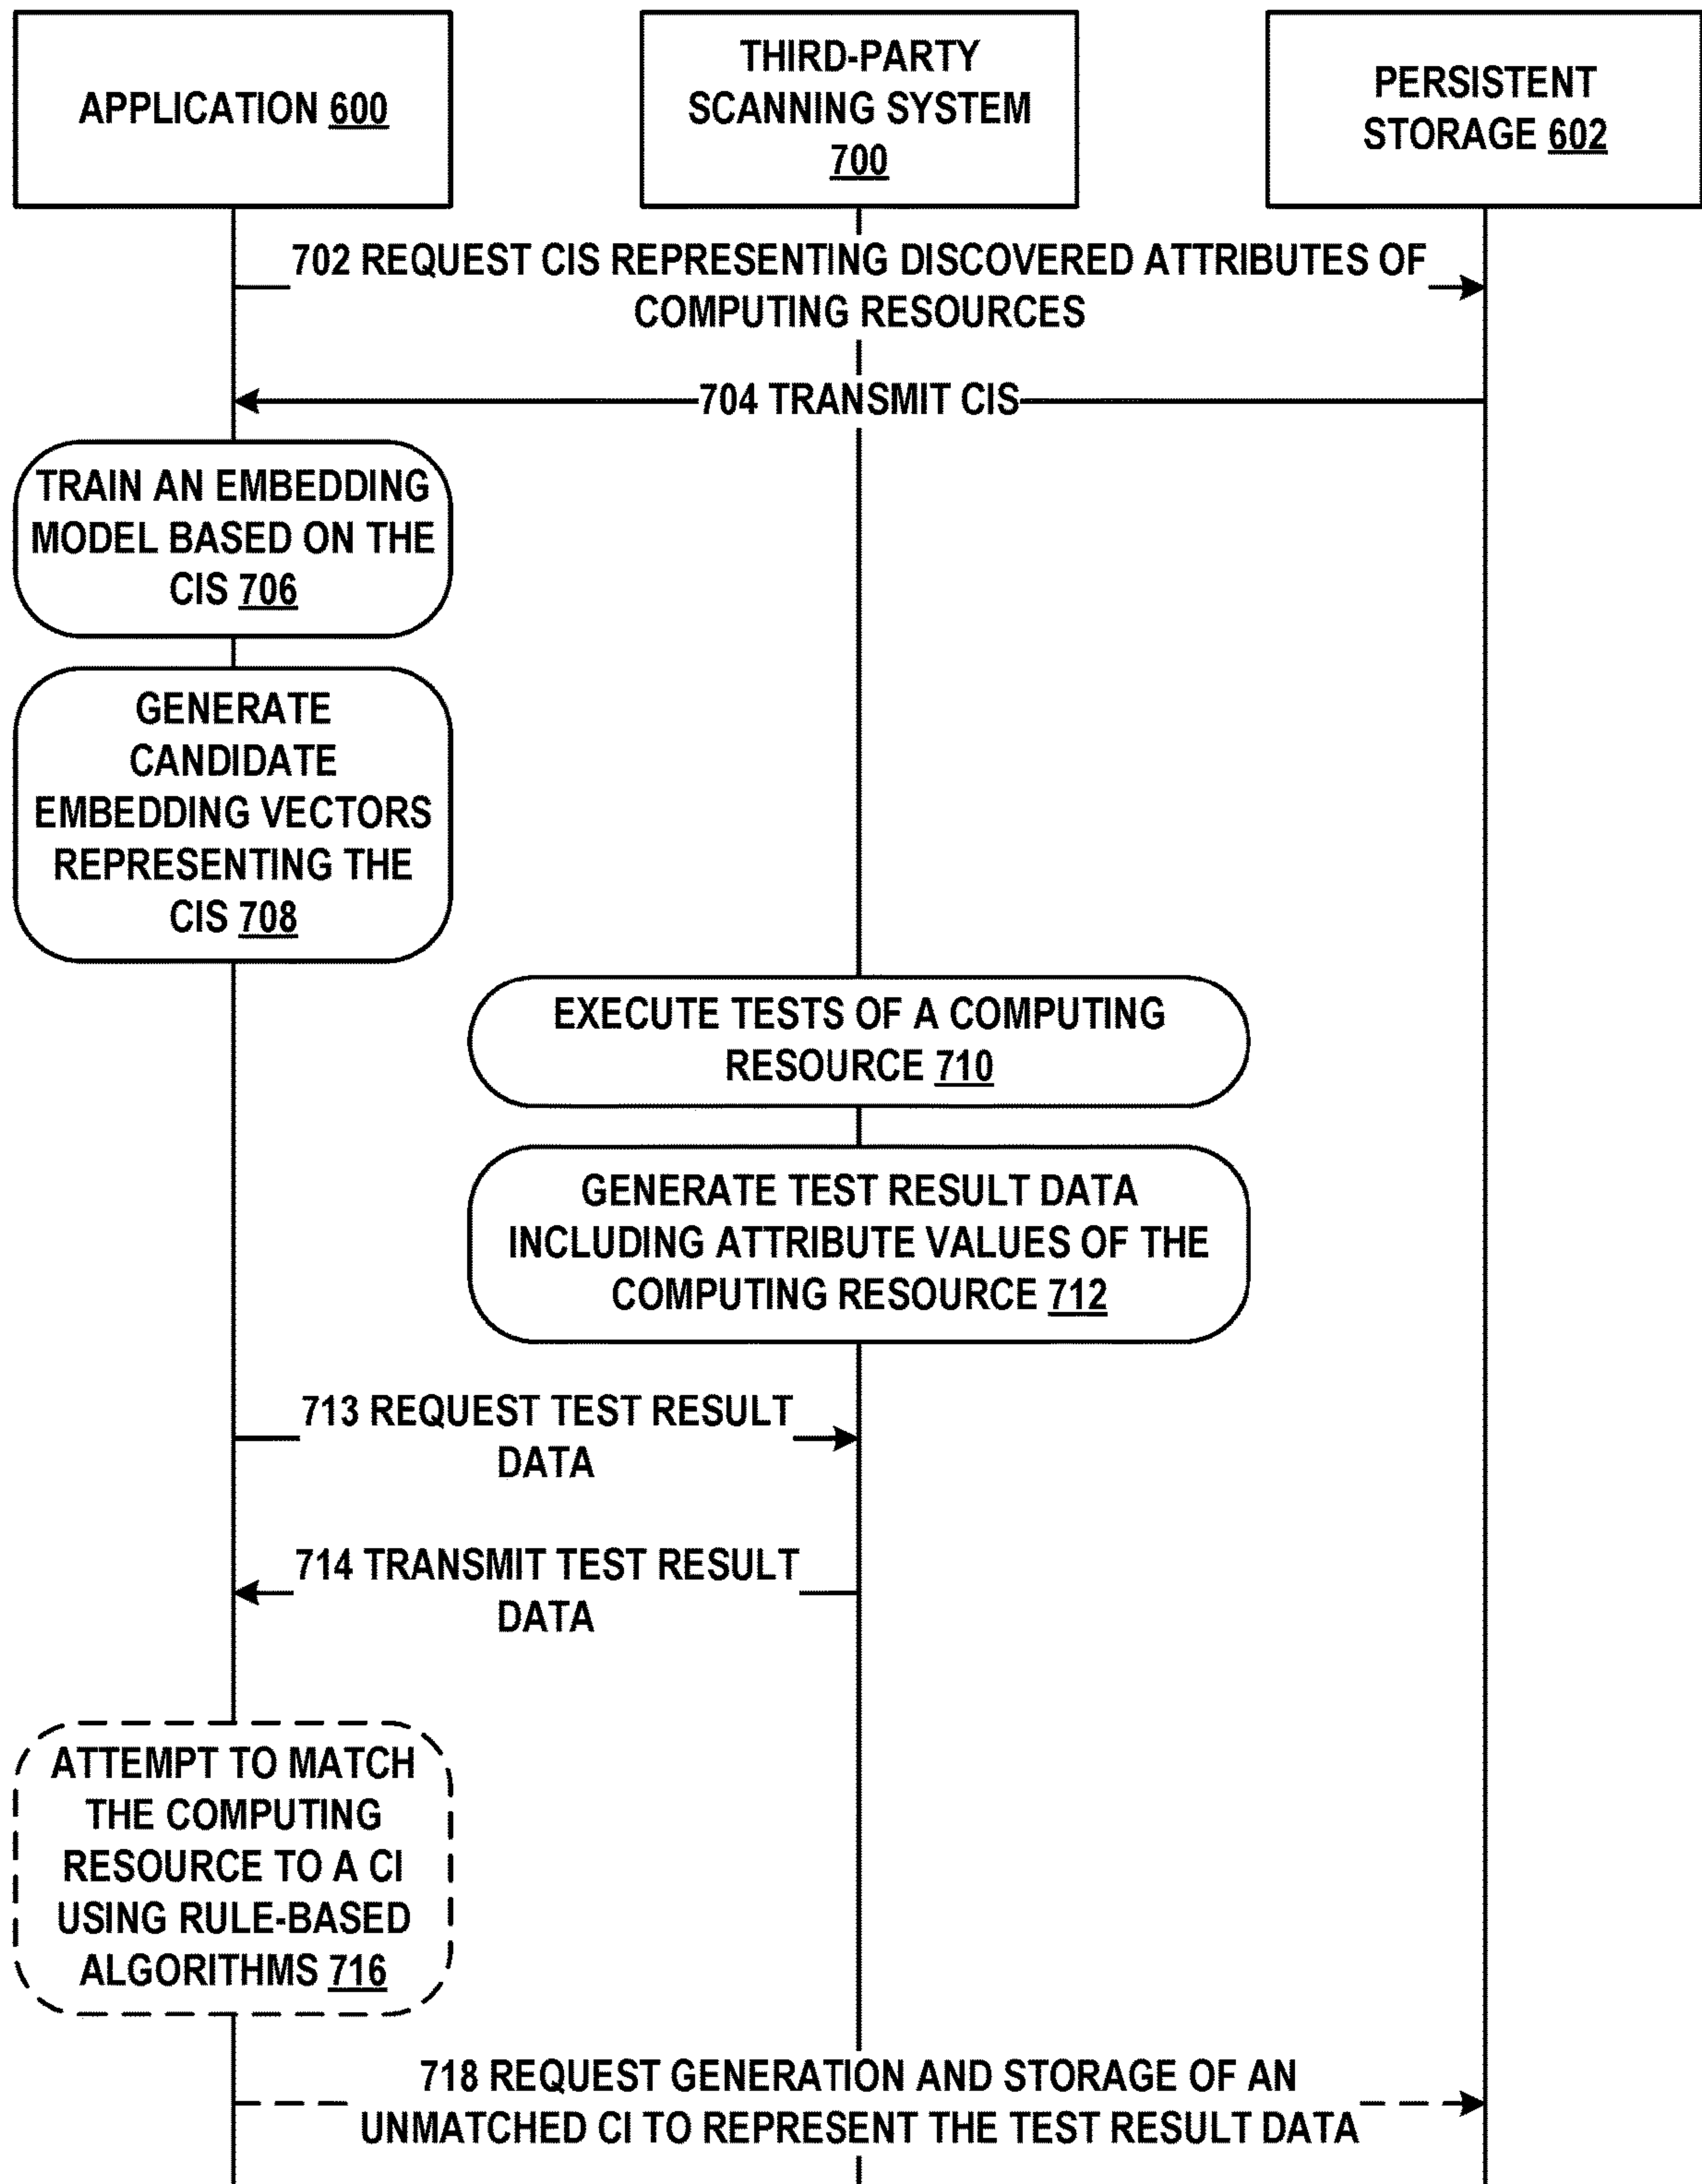 APPLICATION 600
THIRD-PARTY
SCANNING SYSTEM
700
PERSISTENT
STORAGE 602
702 REQUEST CIS REPRESENTING DISCOVERED ATTRIBUTES OF
COMPUTING RESOURCES
704 TRANSMIT CIS
TRAIN AN EMBEDDING
MODEL BASED ON THE
CIS 706
GENERATE
CANDIDATE
EMBEDDING VECTORS
REPRESENTING THE
CIS 708
EXECUTE TESTS OF A COMPUTING
RESOURCE 710
GENERATE TEST RESULT DATA
INCLUDING ATTRIBUTE VALUES OF THE
COMPUTING RESOURCE 712
713 REQUEST TEST RESULT
DATA
714 TRANSMIT TEST RESULT
DATA
ATTEMPT TO MATCH
THE COMPUTING
RESOURCE TO A CI
USING RULE-BASED
ALGORITHMS 716
718 REQUEST GENERATION AND STORAGE OF AN
UNMATCHED CI TO REPRESENT THE TEST RESULT DATA